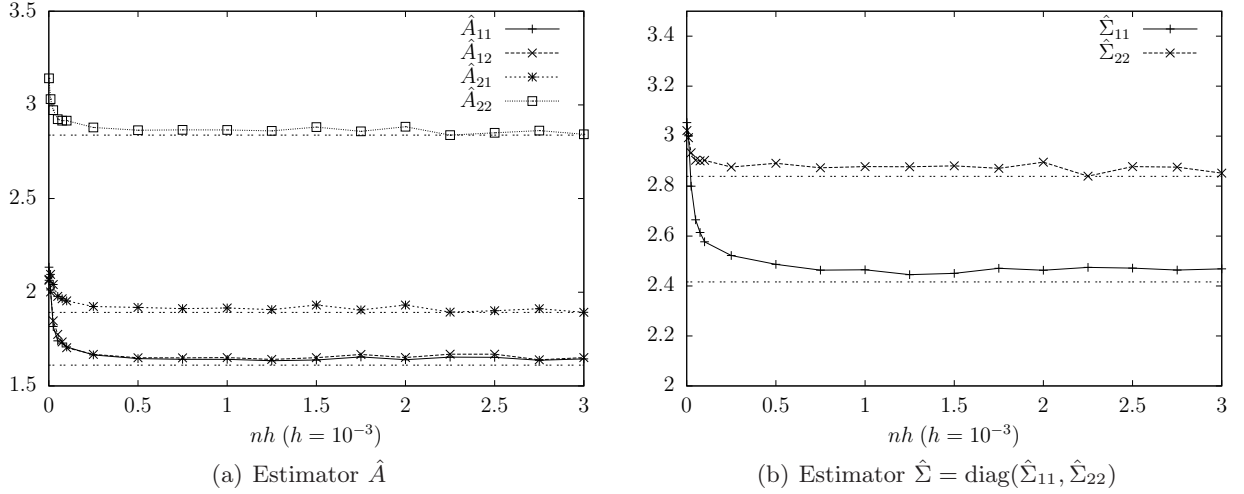 3.5
3
2.5
2
1.5
0 0.5 1 1.5 2 2.5 3
nh (h = 10⁻³)
Â₁₁
Â₁₂
Â₂₁
Â₂₂
(a) Estimator Â
3.4
3.2
3
2.8
2.6
2.4
2.2
2
0 0.5 1 1.5 2 2.5 3
nh (h = 10⁻³)
Σ̂₁₁
Σ̂₂₂
(b) Estimator Σ̂ = diag(Σ̂₁₁, Σ̂₂₂)